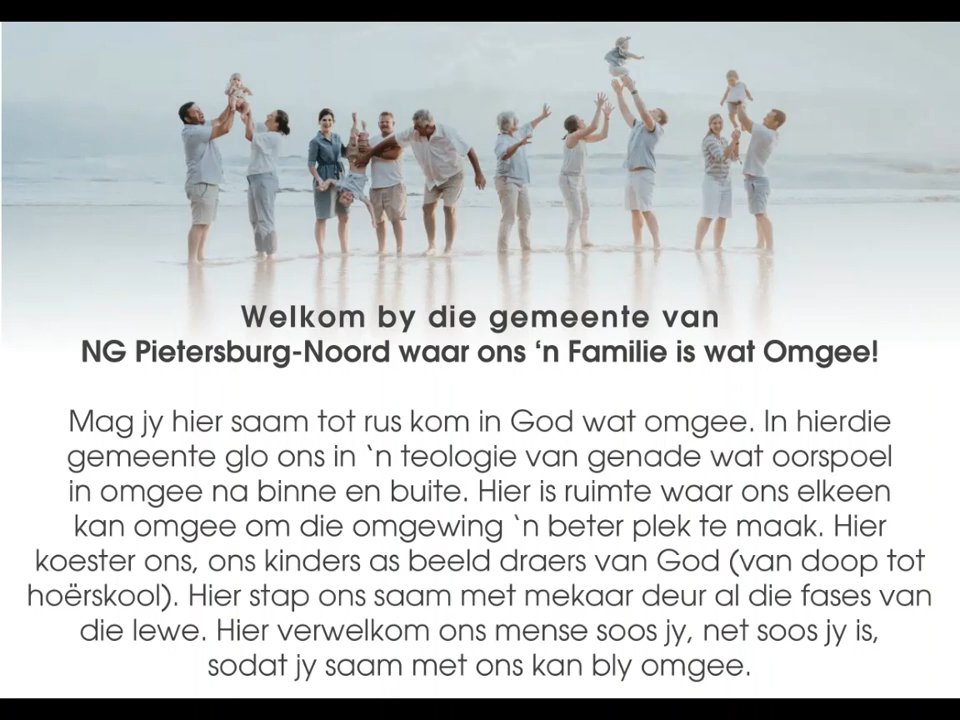 Welkom by die gemeente van
NG Pietersburg-Noord waar ons ‘n Familie is wat Omgee!
Mag jy hier saam tot rus kom in God wat omgee. In hierdie
gemeente glo ons in `n teologie van genade wat oorspoel
in omgee na binne en buite. Hier is ruimte waar ons elkeen
kan omgee om die omgewing `n beter plek te maak. Hier
koester ons, ons kinders as beeld draers van God (van doop tot
hoërskool). Hier stap ons saam met mekaar deur al die fases van
die lewe. Hier verwelkom ons mense soos jy, net soos jy is,
sodat jy saam met ons kan bly omgee.